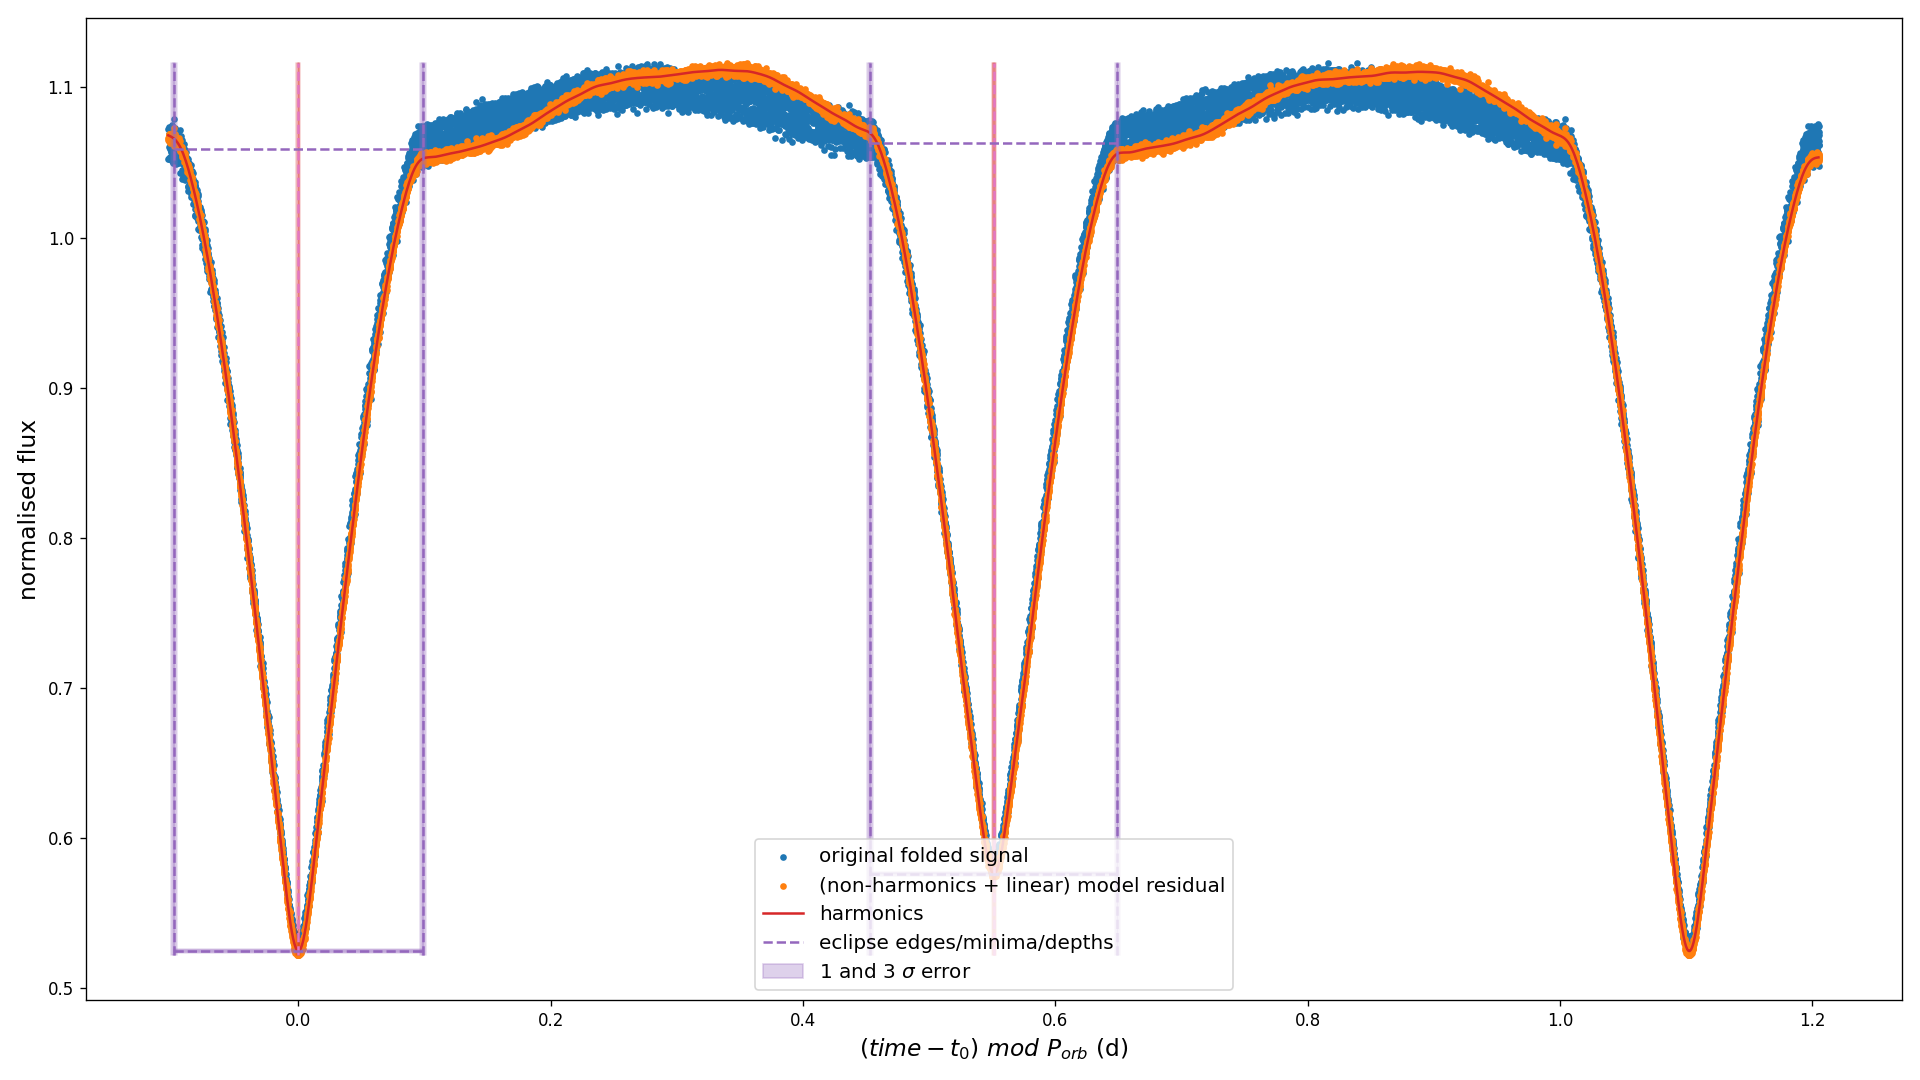 normalised flux
1.1
1.0
0.9
0.8
0.7
0.6
0.5
original folded signal
(non-harmonics + linear) model residual
harmonics
eclipse edges/minima/depths
1 and 3 σ error
0.0 0.2 0.4 0.6 0.8 1.0 1.2
(time − t₀) mod Pₒᵣb (d)